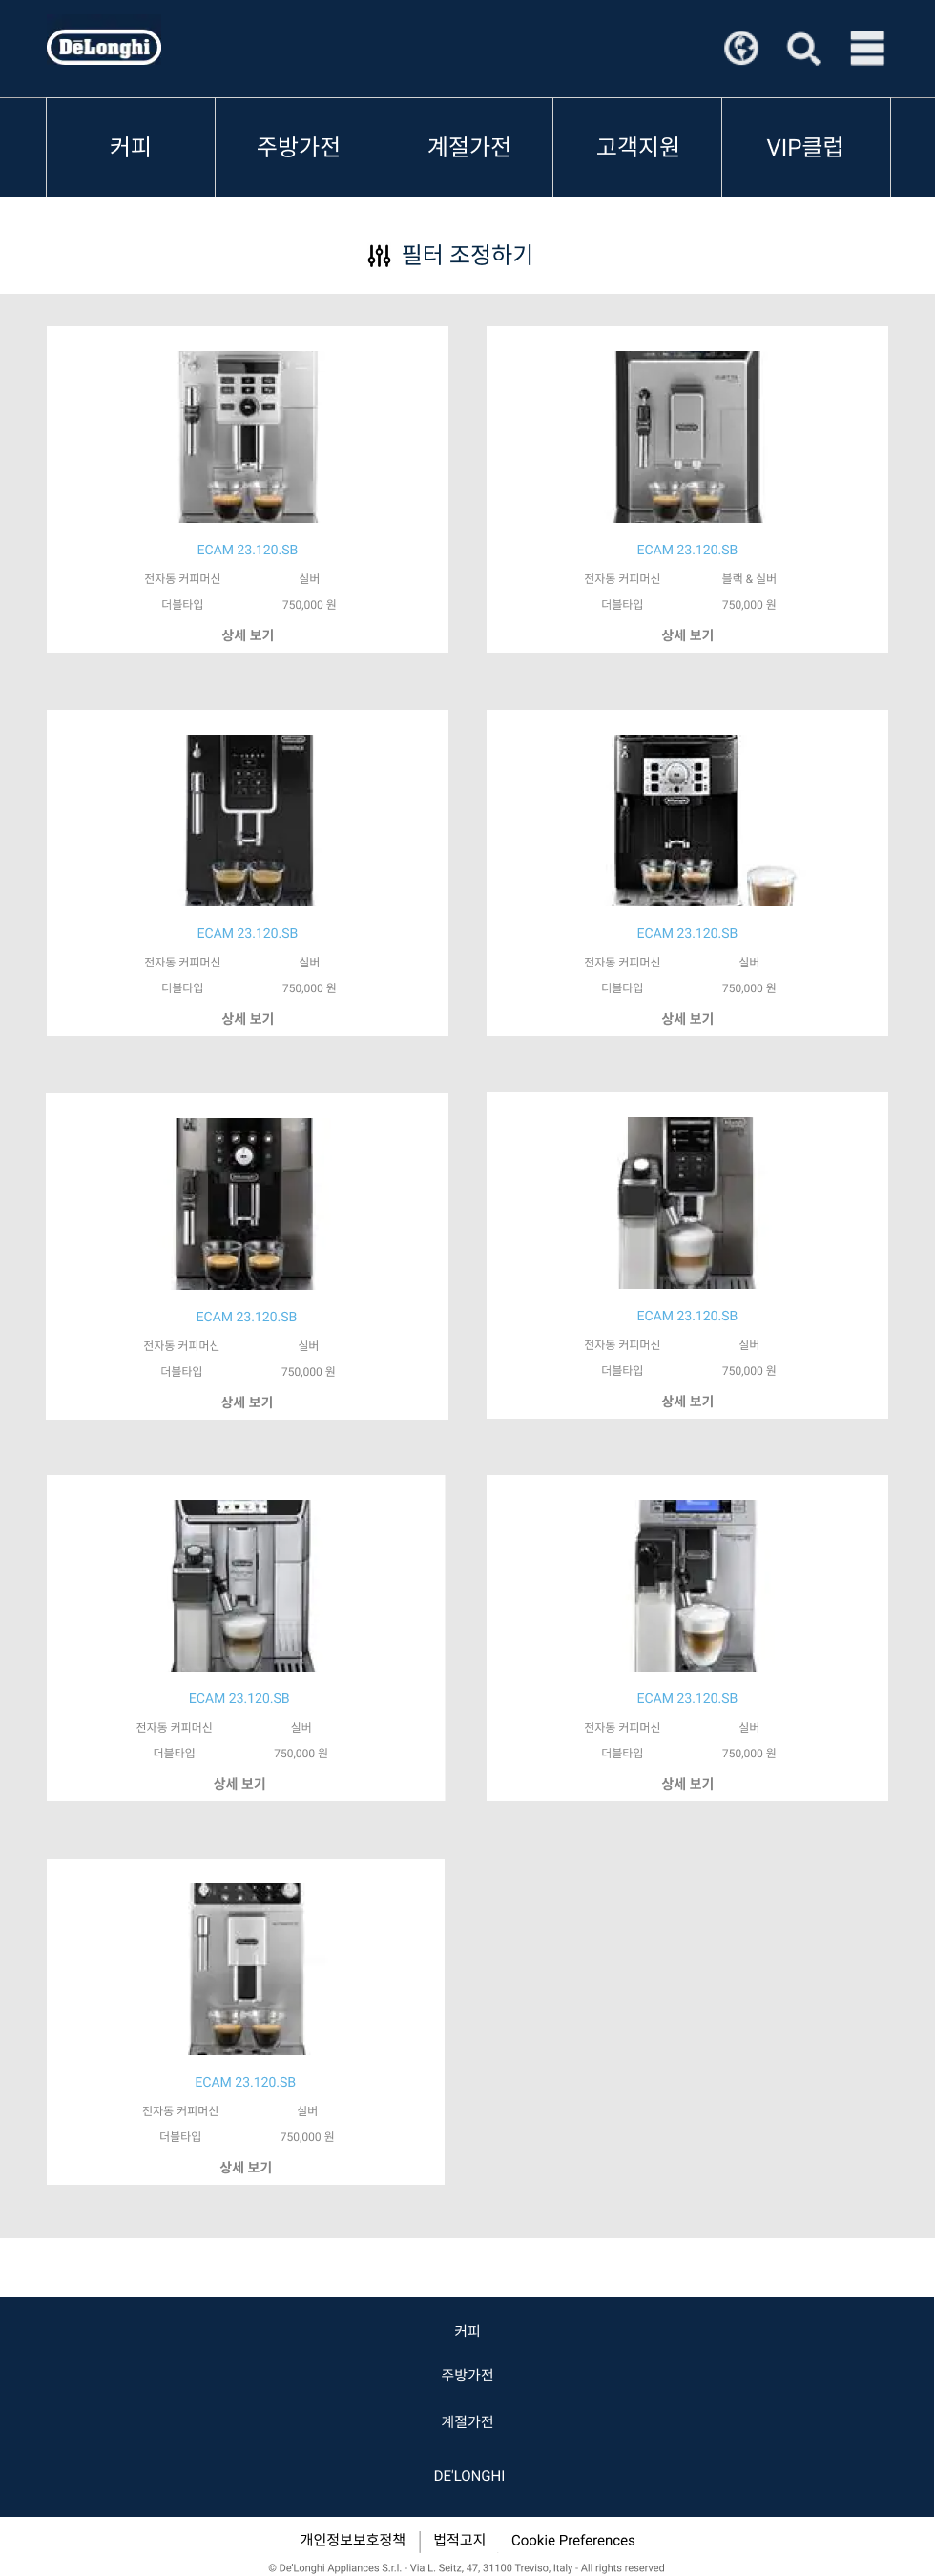 DeLonghi
커피 주방가전 계절가전 고객지원 VIP클럽
필터 조정하기
ECAM 23.120.SB
전자동 커피머신 실버
더블타입 750,000 원
상세 보기
ECAM 23.120.SB
전자동 커피머신 블랙 & 실버
더블타입 750,000 원
상세 보기
ECAM 23.120.SB
전자동 커피머신 실버
더블타입 750,000 원
상세 보기
ECAM 23.120.SB
전자동 커피머신 실버
더블타입 750,000 원
상세 보기
ECAM 23.120.SB
전자동 커피머신 실버
더블타입 750,000 원
상세 보기
ECAM 23.120.SB
전자동 커피머신 실버
더블타입 750,000 원
상세 보기
ECAM 23.120.SB
전자동 커피머신 실버
더블타입 750,000 원
상세 보기
ECAM 23.120.SB
전자동 커피머신 실버
더블타입 750,000 원
상세 보기
ECAM 23.120.SB
전자동 커피머신 실버
더블타입 750,000 원
상세 보기
커피
주방가전
계절가전
DE'LONGHI
개인정보보호정책 법적고지 Cookie Preferences
© De'Longhi Appliances S.r.l. - Via L. Seitz, 47, 31100 Treviso, Italy - All rights reserved